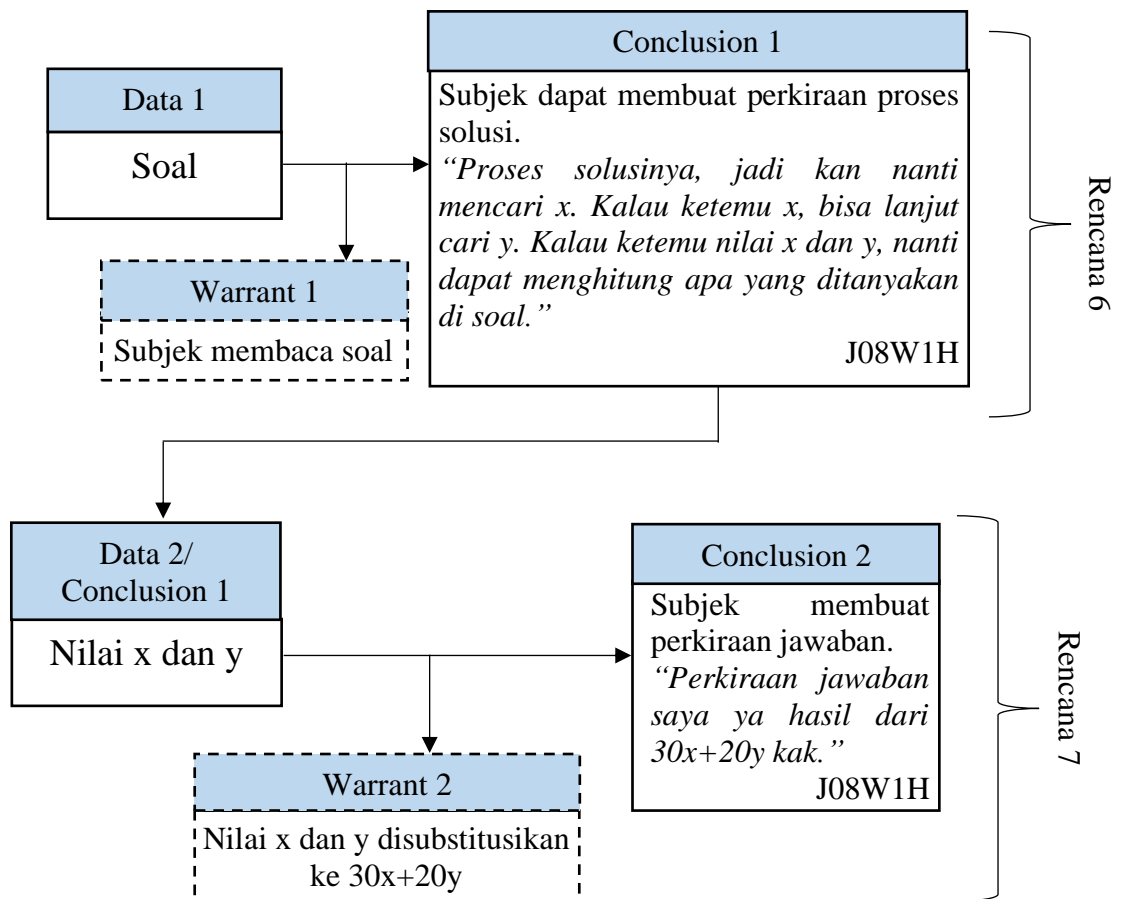 Conclusion 1
Data 1
Soal
Subjek dapat membuat perkiraan proses
solusi.
“Proses solusinya, jadi kan nanti
mencari x. Kalau ketemu x, bisa lanjut
cari y. Kalau ketemu nilai x dan y, nanti
dapat menghitung apa yang ditanyakan
di soal.”
J08W1H
Warrant 1
Subjek membaca soal
Rencana 6
Data 2/
Conclusion 1
Nilai x dan y
Conclusion 2
Subjek membuat
perkiraan jawaban.
“Perkiraan jawaban
saya ya hasil dari
30x+20y kak.”
J08W1H
Warrant 2
Nilai x dan y disubstitusikan
ke 30x+20y
Rencana 7